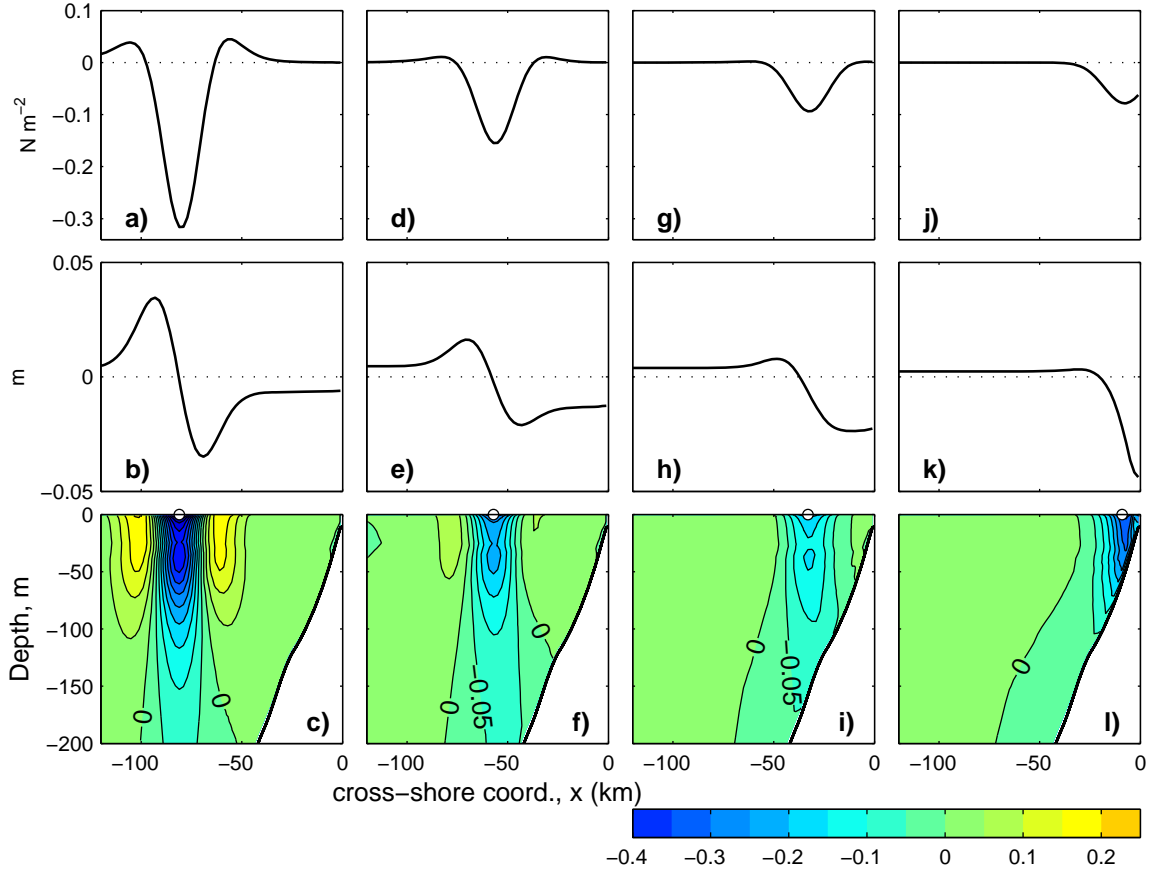 0.1
0
−0.1
−0.2
−0.3
N m−2
a)
d)
g)
j)
−100 −50 0
−100 −50 0
−100 −50 0
−100 −50 0
0.05
0
−0.05
m
b)
e)
h)
k)
0
−50
−100
−150
−200
Depth, m
0
0
c)
0
−0.05
0
f)
0
−0.05
i)
0
l)
cross−shore coord., x (km)
−0.4 −0.3 −0.2 −0.1 0 0.1 0.2